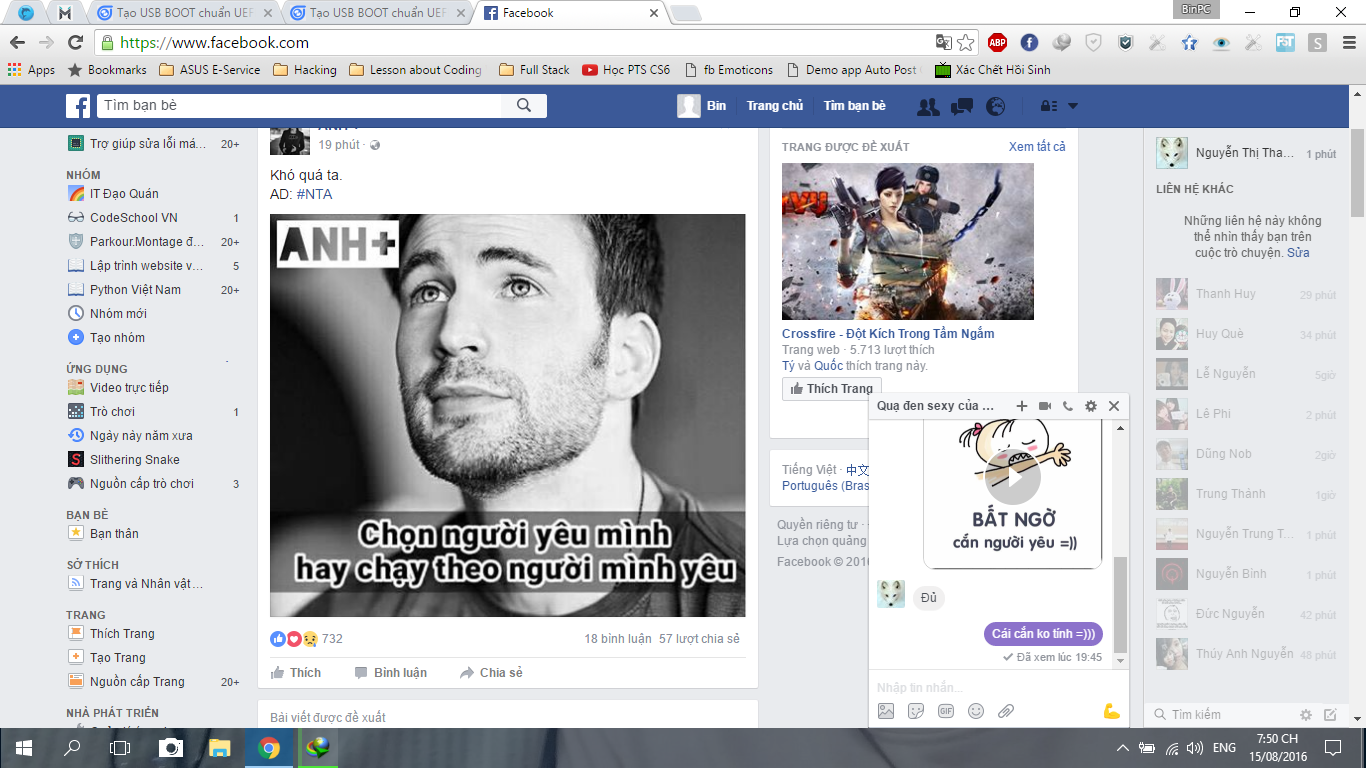 Tạo USB BOOT chuẩn UEF
Tạo USB BOOT chuẩn UEF
Facebook
BinPC
https://www.facebook.com
ABP
FST
S
Apps
Bookmarks
ASUS E-Service
Hacking
Lesson about Coding
Full Stack
Học PTS CS6
fb Emoticons
Demo app Auto Post
Xác Chết Hồi Sinh
Tìm bạn bè
Bin
Trang chủ
Tìm bạn bè
Trợ giúp sửa lỗi má... 20+
NHÓM
IT Đạo Quán
CodeSchool VN 1
Parkour.Montage đ... 20+
Lập trình website v... 5
Python Việt Nam 20+
Nhóm mới
Tạo nhóm
ỨNG DỤNG
Video trực tiếp
Trò chơi 1
Ngày này năm xưa
Slithering Snake
Nguồn cấp trò chơi 3
BẠN BÈ
Bạn thân
SỞ THÍCH
Trang và Nhân vật ...
TRANG
Thích Trang
Tạo Trang
Nguồn cấp Trang 20+
NHÀ PHÁT TRIỂN
ANH +
19 phút ·
Khó quá ta.
AD: #NTA
ANH+
Chọn người yêu mình
hay chạy theo người mình yêu
732
18 bình luận 57 lượt chia sẻ
Thích
Bình luận
Chia sẻ
Bài viết được đề xuất
TRANG ĐƯỢC ĐỀ XUẤT
Xem tất cả
Crossfire - Đột Kích Trong Tầm Ngắm
Trang web · 5.713 lượt thích
Tý và Quốc thích trang này.
Thích Trang
Tiếng Việt · 中文
Português (Bras
Quyền riêng tư ·
Lựa chọn quảng
Facebook © 201
Quạ đen sexy của ...
BẤT NGỜ
cắn người yêu =))
Đủ
Cái cắn ko tính =)))
Đã xem lúc 19:45
Nhập tin nhắn...
GIF
Nguyễn Thị Tha... 1 phút
LIÊN HỆ KHÁC
Những liên hệ này không
thể nhìn thấy bạn trên
cuộc trò chuyện. Sửa
Thanh Huy 29 phút
Huy Què 34 phút
Lễ Nguyễn 5giờ
Lê Phi 2 phút
Dũng Nob 2giờ
Trung Thành 1giờ
Nguyễn Trung T... 1 phút
Nguyễn Bính 1 phút
Đức Nguyễn 42 phút
Thúy Anh Nguyễn 48 phút
Tìm kiếm
ENG
7:50 CH
15/08/2016